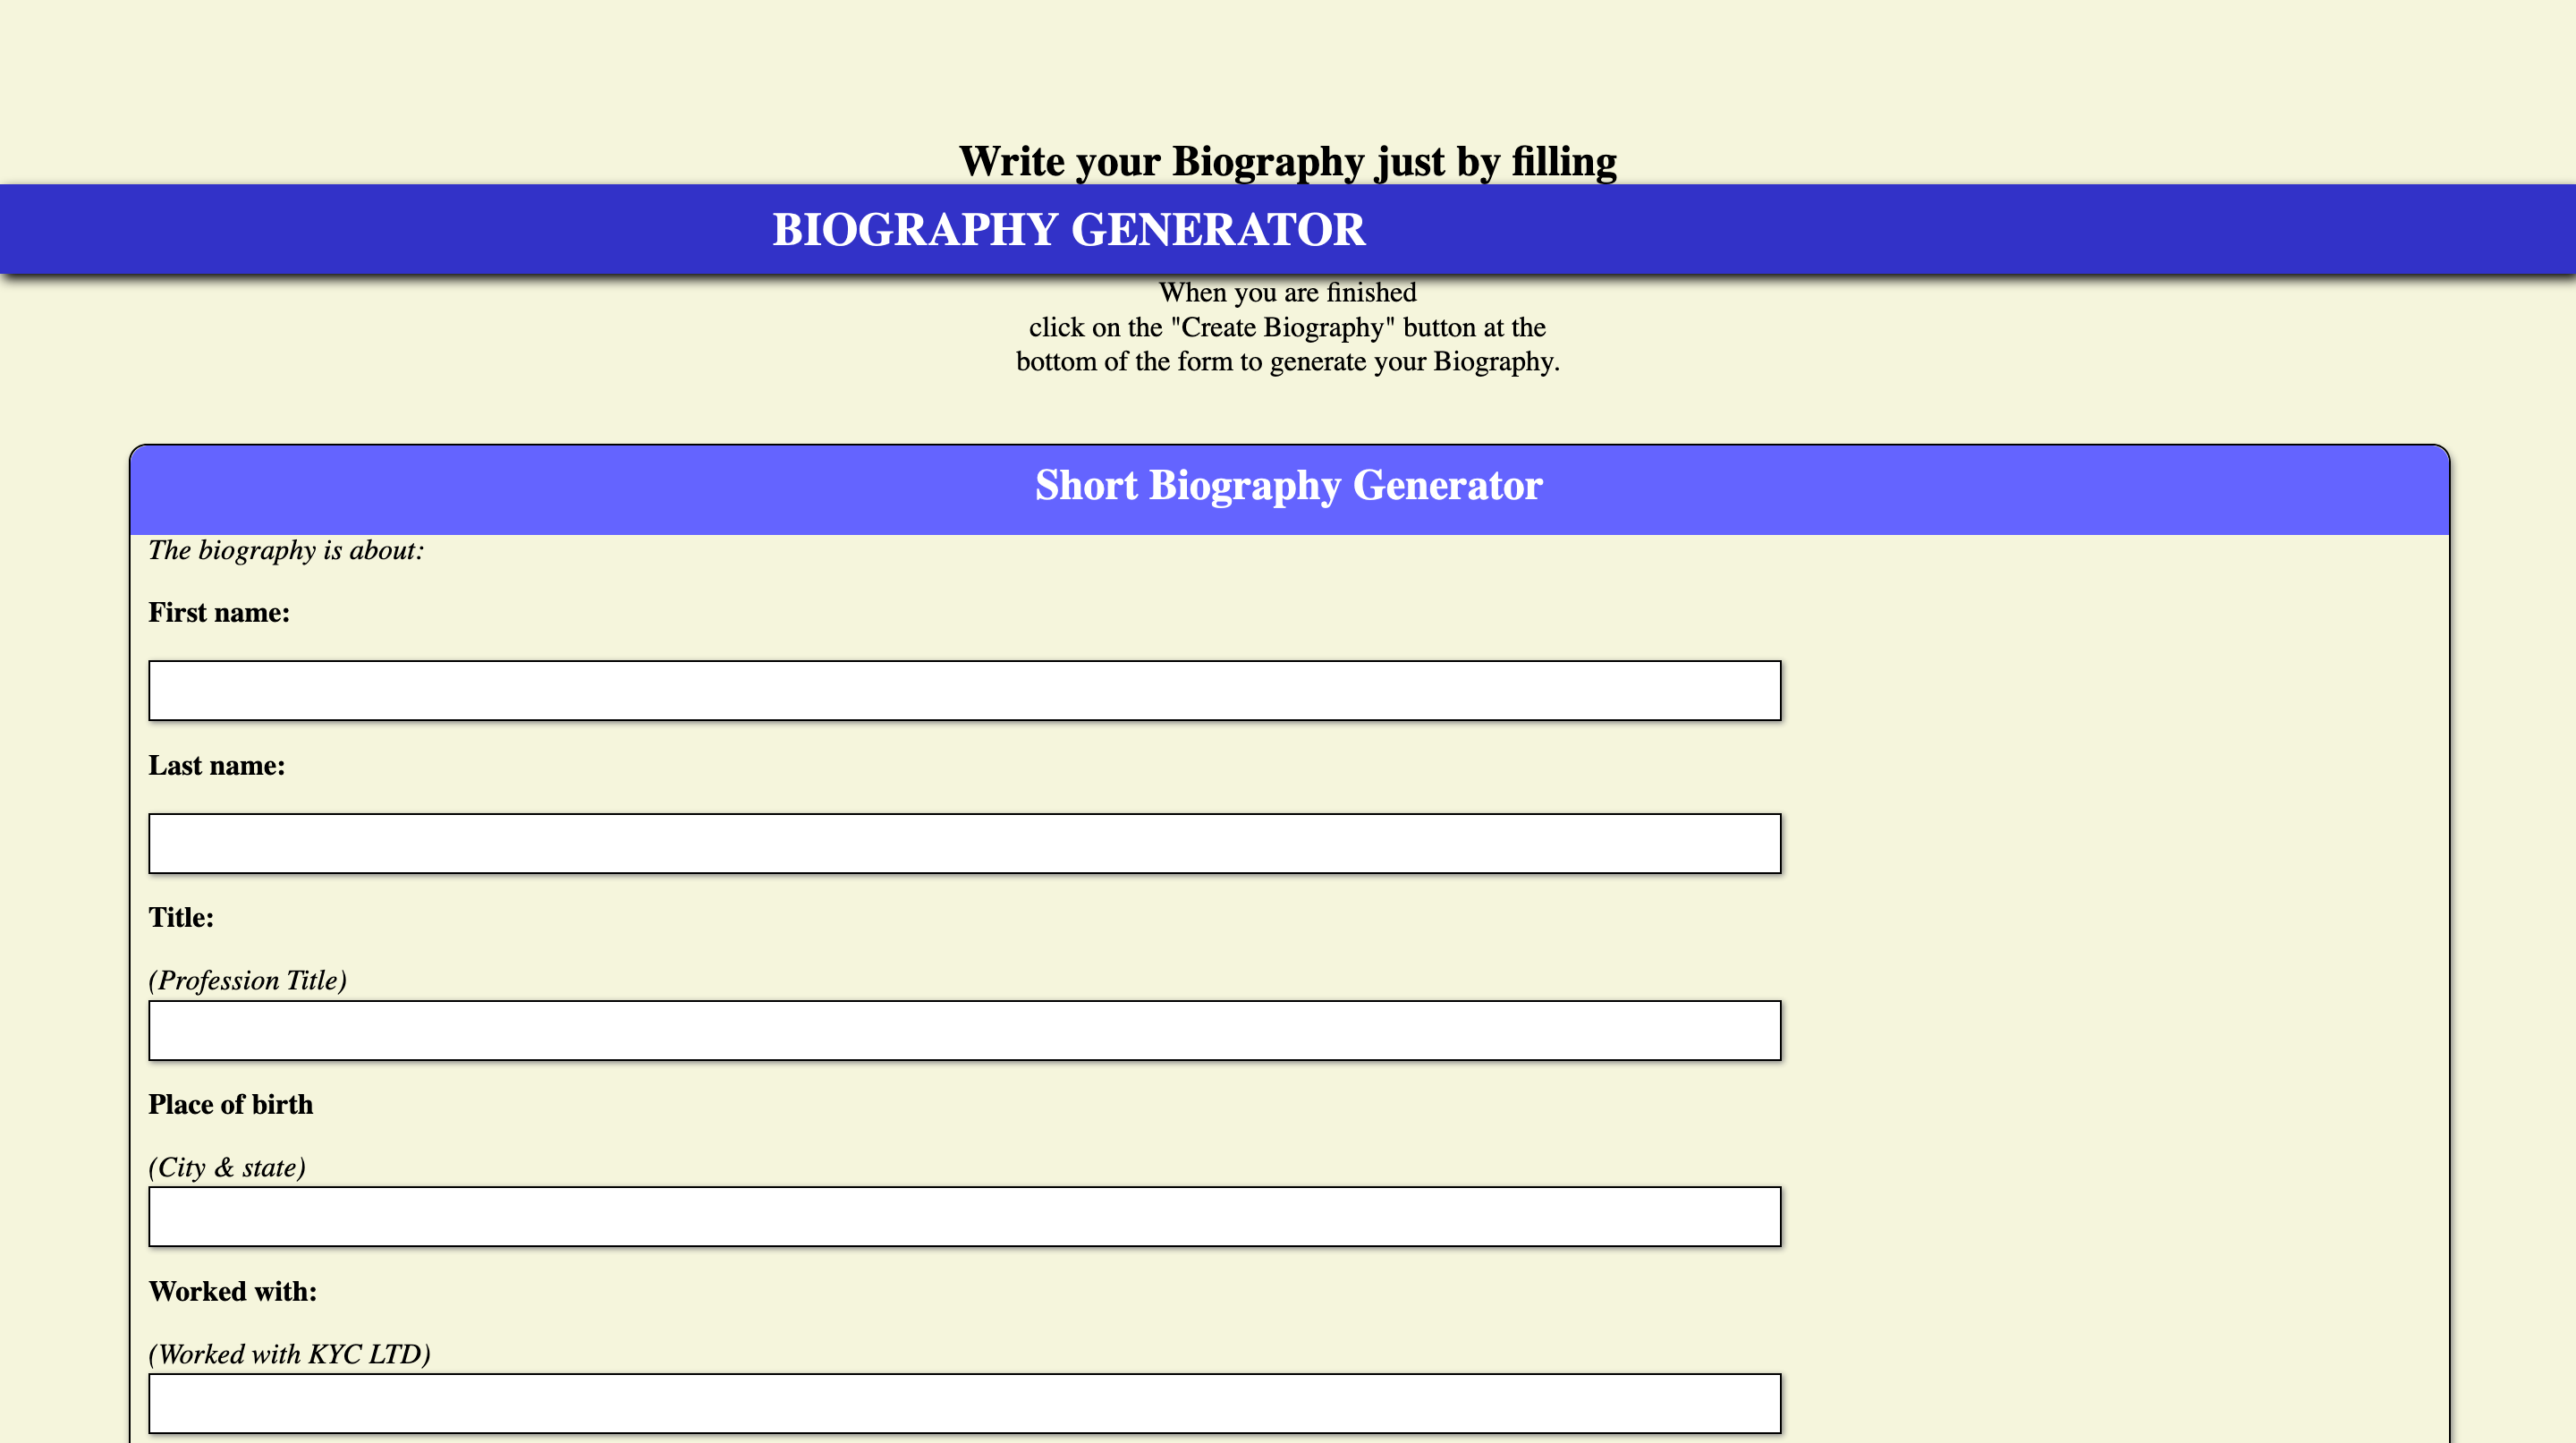 Write your Biography just by filling
BIOGRAPHY GENERATOR
When you are finished
click on the "Create Biography" button at the
bottom of the form to generate your Biography.
Short Biography Generator
The biography is about:
First name:
Last name:
Title:
(Profession Title)
Place of birth
(City & state)
Worked with:
(Worked with KYC LTD)